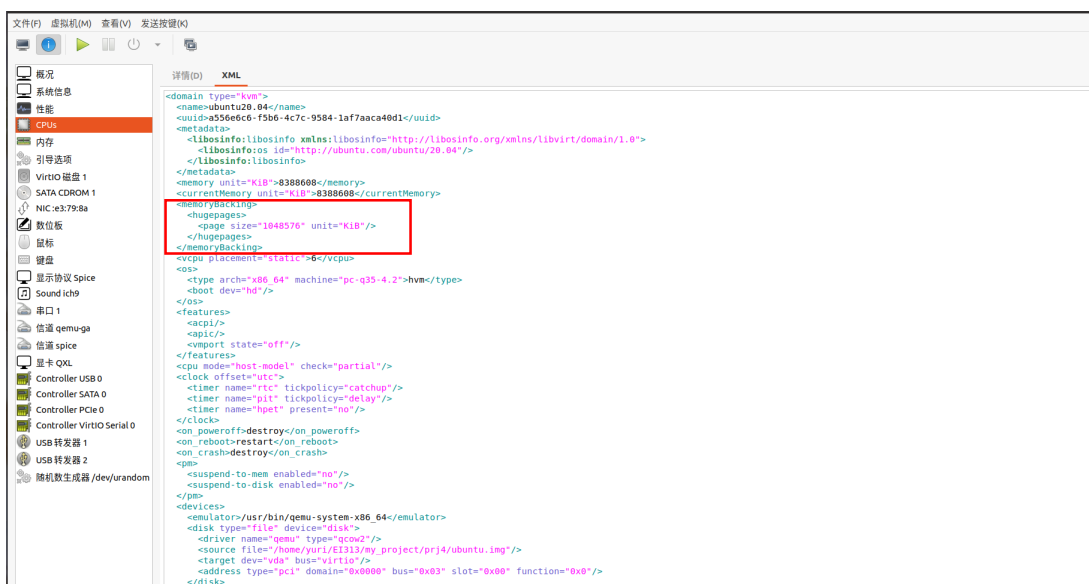 文件(F) 虚拟机(M) 查看(V) 发送按键(K)
概况
系统信息
性能
CPUs
内存
引导选项
VirtIO 磁盘 1
SATA CDROM 1
NIC :e3:79:8a
数位板
鼠标
键盘
显示协议 Spice
Sound ich9
串口 1
信道 qemu-ga
信道 spice
显卡 QXL
Controller USB 0
Controller SATA 0
Controller PCIe 0
Controller VirtIO Serial 0
USB 转发器 1
USB 转发器 2
随机数生成器 /dev/urandom
详情(D) XML
<domain type="kvm">
<name>ubuntu20.04</name>
<uuid>a556e6c6-f5b6-4c7c-9584-1af7aaca40d1</uuid>
<metadata>
<libosinfo:libosinfo xmlns:libosinfo="http://libosinfo.org/xmlns/libvirt/domain/1.0">
<libosinfo:os id="http://ubuntu.com/ubuntu/20.04"/>
</libosinfo:libosinfo>
</metadata>
<memory unit="KiB">8388608</memory>
<currentMemory unit="KiB">8388608</currentMemory>
<memoryBacking>
<hugepages>
<page size="1048576" unit="KiB"/>
</hugepages>
</memoryBacking>
<vcpu placement="static">6</vcpu>
<os>
<type arch="x86_64" machine="pc-q35-4.2">hvm</type>
<boot dev="hd"/>
</os>
<features>
<acpi/>
<apic/>
<vmport state="off"/>
</features>
<cpu mode="host-model" check="partial"/>
<clock offset="utc">
<timer name="rtc" tickpolicy="catchup"/>
<timer name="pit" tickpolicy="delay"/>
<timer name="hpet" present="no"/>
</clock>
<on_poweroff>destroy</on_poweroff>
<on_reboot>restart</on_reboot>
<on_crash>destroy</on_crash>
<pm>
<suspend-to-mem enabled="no"/>
<suspend-to-disk enabled="no"/>
</pm>
<devices>
<emulator>/usr/bin/qemu-system-x86_64</emulator>
<disk type="file" device="disk">
<driver name="qemu" type="qcow2"/>
<source file="/home/yuri/EI313/my_project/prj4/ubuntu.img"/>
<target dev="vda" bus="virtio"/>
<address type="pci" domain="0x0000" bus="0x03" slot="0x00" function="0x0"/>
</disk>